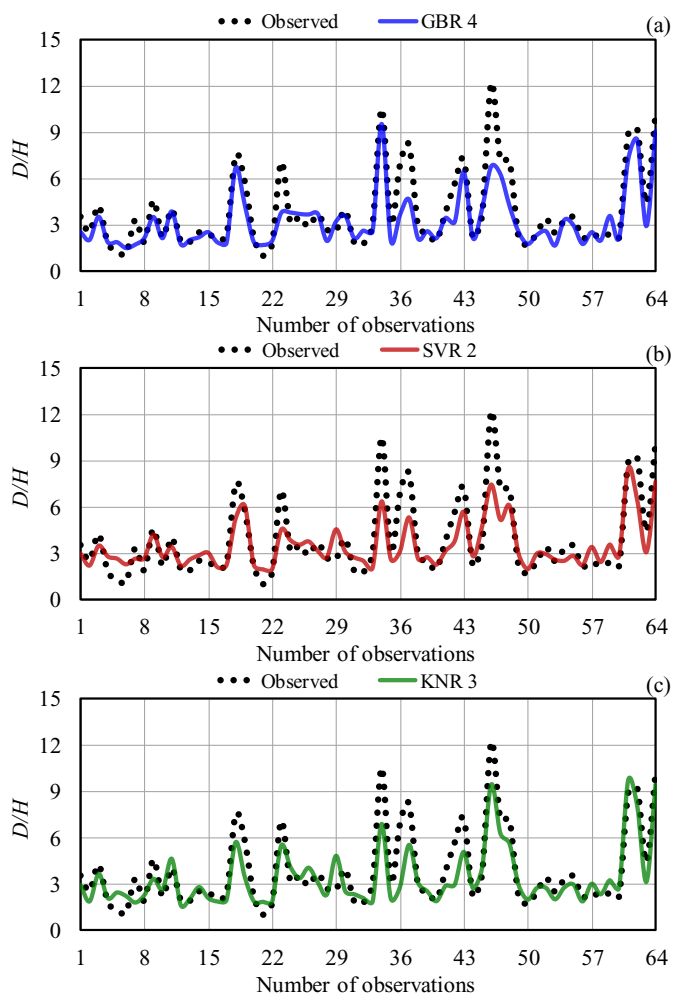 Observed GBR 4 (a)
15
12
9
6
3
0
D/H
1 8 15 22 29 36 43 50 57 64
Number of observations
Observed SVR 2 (b)
15
12
9
6
3
0
D/H
1 8 15 22 29 36 43 50 57 64
Number of observations
Observed KNR 3 (c)
15
12
9
6
3
0
D/H
1 8 15 22 29 36 43 50 57 64
Number of observations